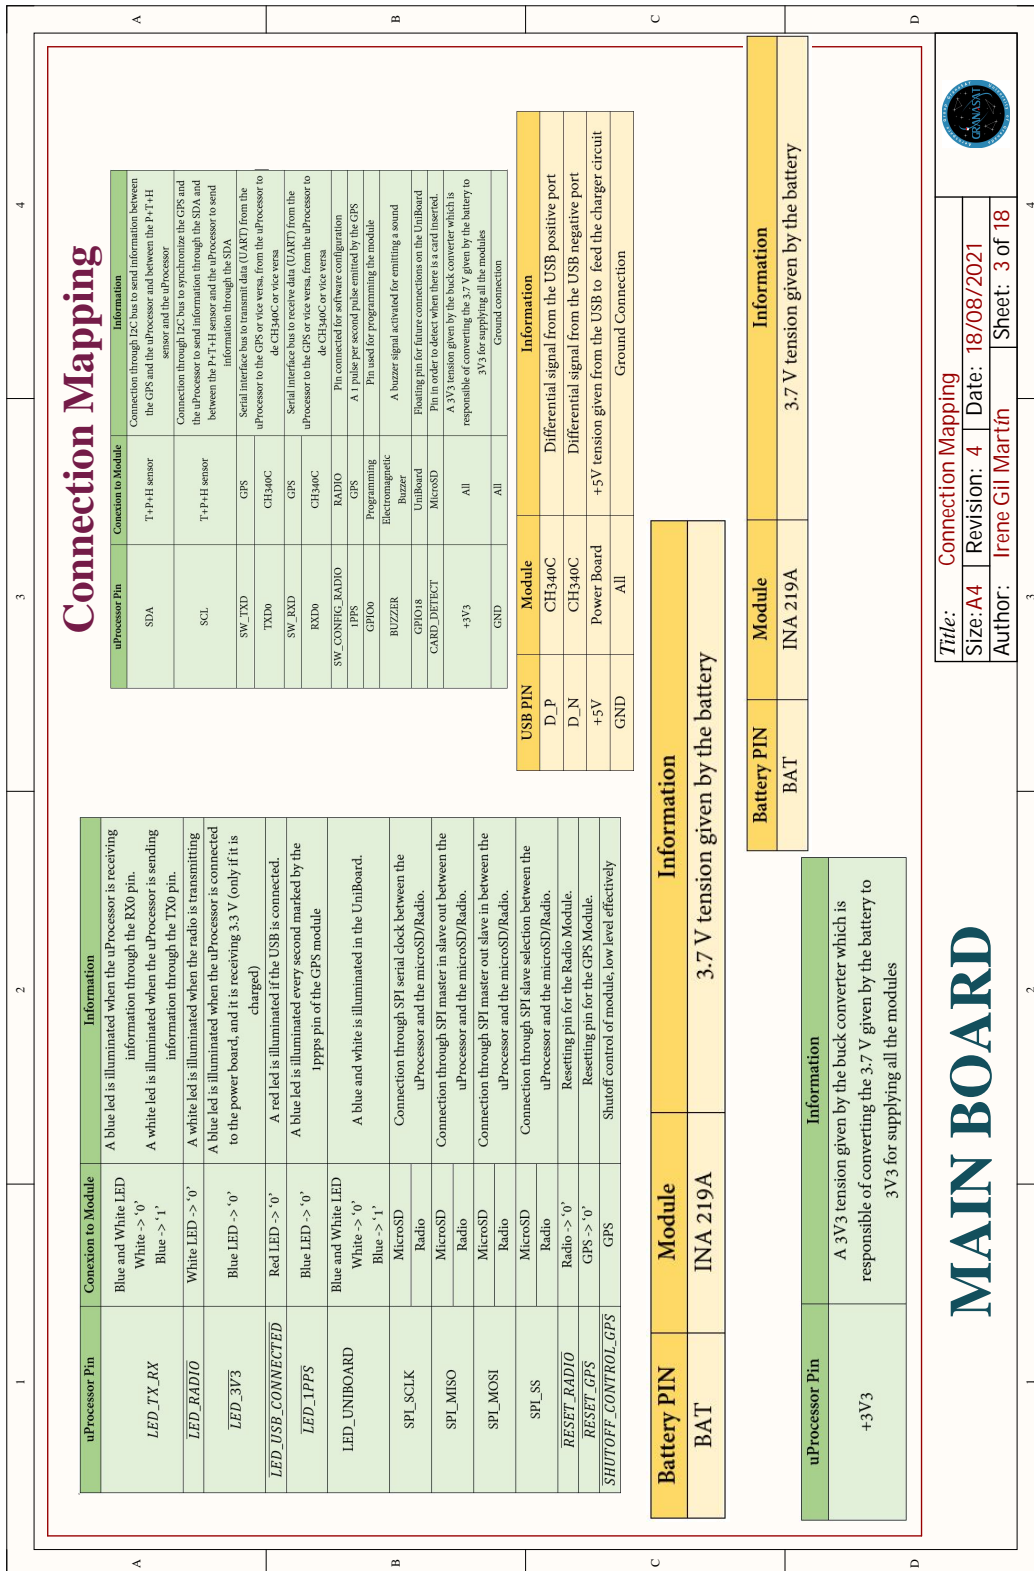 1
2
3
4
A
B
C
D
Connection Mapping
uProcessor Pin Conexion to Module Information
LED_TX_RX
Blue and White LED
White -> ‘0’
Blue -> ‘1’
A blue led is illuminated when the uProcessor is receiving
information through the RX0 pin.
A white led is illuminated when the uProcessor is sending
information through the TX0 pin.
LED_RADIO White LED -> ‘0’ A white led is illuminated when the radio is transmitting
LED_3V3 Blue LED -> ‘0’
A blue led is illuminated when the uProcessor is connected
to the power board, and it is receiving 3.3 V (only if it is
charged)
LED_USB_CONNECTED Red LED -> ‘0’ A red led is illuminated if the USB is connected.
LED_1PPS Blue LED -> ‘0’
A blue led is illuminated every second marked by the
1pppps pin of the GPS module
LED_UNIBOARD
Blue and White LED
White -> ‘0’
Blue -> ‘1’
A blue and white is illuminated in the UniBoard.
SPI_SCLK
MicroSD
Radio
Connection through SPI serial clock between the
uProcessor and the microSD/Radio.
SPI_MISO
MicroSD
Radio
Connection through SPI master in slave out between the
uProcessor and the microSD/Radio.
SPI_MOSI
MicroSD
Radio
Connection through SPI master out slave in between the
uProcessor and the microSD/Radio.
SPI_SS
MicroSD
Radio
Connection through SPI slave selection between the
uProcessor and the microSD/Radio.
RESET_RADIO Radio -> ‘0’ Resetting pin for the Radio Module.
RESET_GPS GPS -> ‘0’ Resetting pin for the GPS Module.
SHUTOFF_CONTROL_GPS GPS Shutoff control of module, low level effectively
uProcessor Pin Conexion to Module Information
SDA T+P+H sensor
Connection through I2C bus to send information between
the GPS and the uProcessor and between the P+T+H
sensor and the uProcessor
SCL T+P+H sensor
Connection through I2C bus to synchronize the GPS and
the uProcessor to send information through the SDA and
between the P+T+H sensor and the uProcessor to send
information through the SDA
SW_TXD GPS
TXD0 CH340C
Serial interface bus to transmit data (UART) from the
uProcessor to the GPS or vice versa, from the uProcessor to
de CH340C or vice versa
SW_RXD GPS
RXD0 CH340C
Serial interface bus to receive data (UART) from the
uProcessor to the GPS or vice versa, from the uProcessor to
de CH340C or vice versa
SW_CONFIG_RADIO RADIO Pin connected for software configuration
1PPS GPS A 1 pulse per second pulse emitted by the GPS
GPIO0 Programming Pin used for programming the module
BUZZER
Electromagnetic
Buzzer
A buzzer signal activated for emitting a sound
GPIO18 UniBoard Floating pin for future connections on the UniBoard
CARD_DETECT MicroSD Pin in order to detect when there is a card inserted.
+3V3 All
A 3V3 tension given by the buck converter which is
responsible of converting the 3.7 V given by the battery to
3V3 for supplying all the modules
GND All Ground connection
USB PIN Module Information
D_P CH340C Differential signal from the USB positive port
D_N CH340C Differential signal from the USB negative port
+5V Power Board +5V tension given from the USB to feed the charger circuit
GND All Ground Connection
Battery PIN Module Information
BAT INA 219A 3.7 V tension given by the battery
Battery PIN Module Information
BAT INA 219A 3.7 V tension given by the battery
uProcessor Pin Information
+3V3
A 3V3 tension given by the buck converter which is
responsible of converting the 3.7 V given by the battery to
3V3 for supplying all the modules
MAIN BOARD
Title: Connection Mapping
Size: A4 Revision: 4 Date: 18/08/2021
Author: Irene Gil Martín Sheet: 3 of 18
GRANASAT
A
B
C
D
1
2
3
4